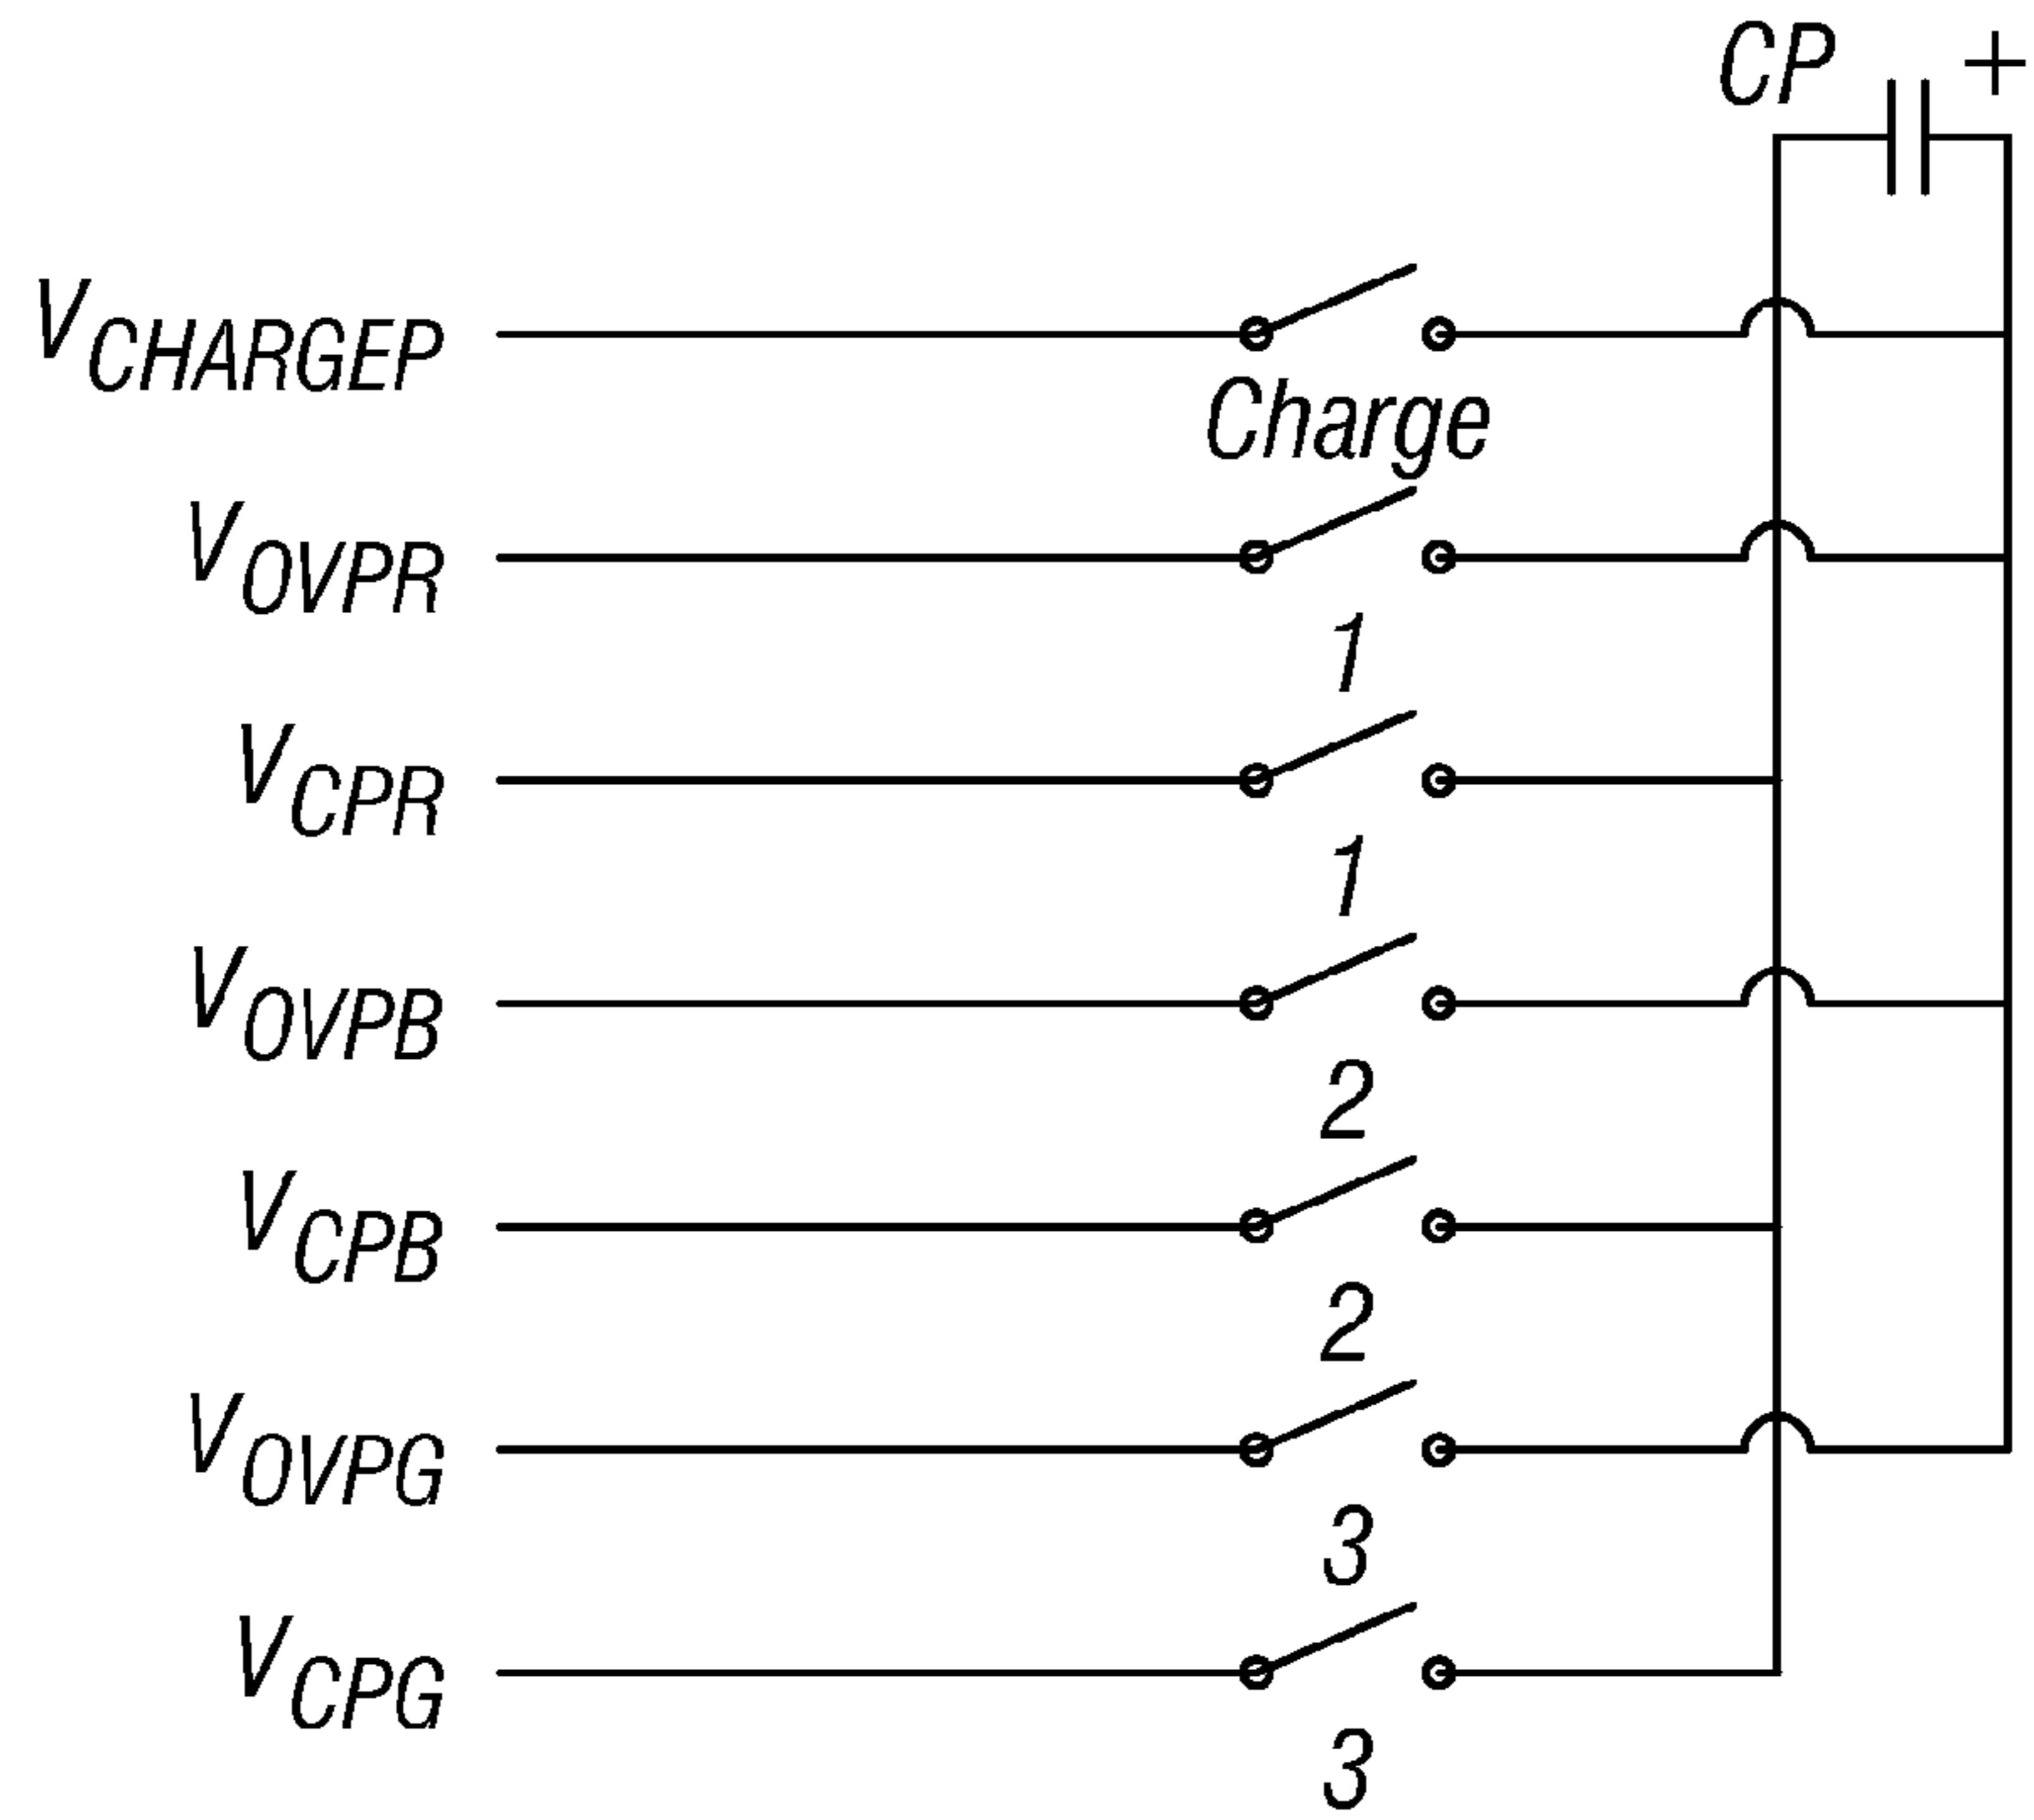 CP +
VCHARGEP
Charge
VOVPR
1
VCPR
1
VOVPB
2
VCPB
2
VOVPG
3
VCPG
3